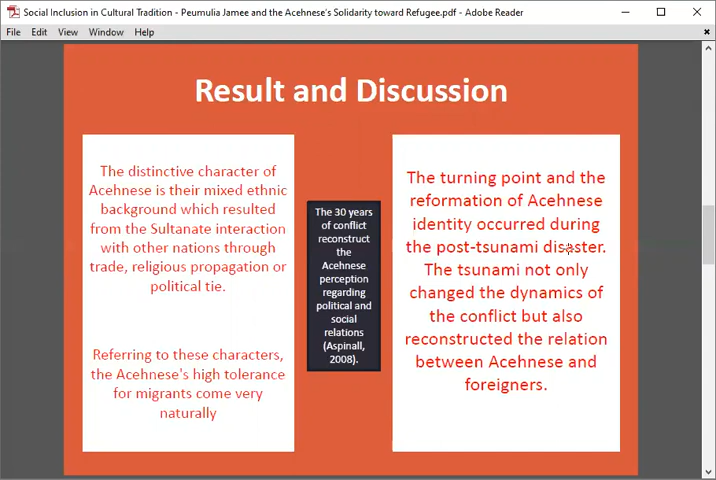 Social Inclusion in Cultural Tradition - Peumulia Jamee and the Acehnese's Solidarity toward Refugee.pdf - Adobe Reader
File Edit View Window Help
Result and Discussion
The distinctive character of
Acehnese is their mixed ethnic
background which resulted
from the Sultanate interaction
with other nations through
trade, religious propagation or
political tie.
Referring to these characters,
the Acehnese's high tolerance
for migrants come very
naturally
The 30 years
of conflict
reconstruct
the
Acehnese
perception
regarding
political and
social
relations
(Aspinall,
2008).
The turning point and the
reformation of Acehnese
identity occurred during
the post-tsunami disaster.
The tsunami not only
changed the dynamics of
the conflict but also
reconstructed the relation
between Acehnese and
foreigners.